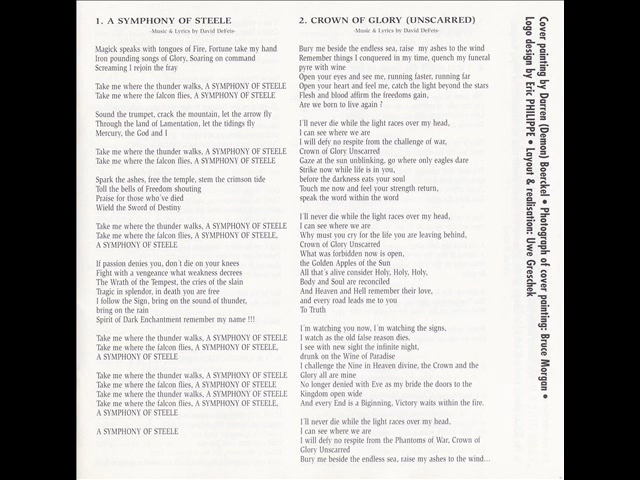 1. A SYMPHONY OF STEELE
-Music & Lyrics by David DeFeis-
Magick speaks with tongues of Fire, Fortune take my hand
Iron pounding songs of Glory, Soaring on command
Screaming I rejoin the fray
Take me where the thunder walks, A SYMPHONY OF STEELE
Take me where the falcon flies, A SYMPHONY OF STEELE
Sound the trumpet, crack the mountain, let the arrow fly
Through the land of Lamentation, let the tidings fly
Mercury, the God and I
Take me where the thunder walks, A SYMPHONY OF STEELE
Take me where the falcon flies, A SYMPHONY OF STEELE
Spark the ashes, free the temple, stem the crimson tide
Toll the bells of Freedom shouting
Praise for those who've died
Wield the Sword of Destiny
Take me where the thunder walks, A SYMPHONY OF STEELE
Take me where the falcon flies, A SYMPHONY OF STEELE,
A SYMPHONY OF STEELE
If passion denies you, don't die on your knees
Fight with a vengeance what weakness decrees
The Wrath of the Tempest, the cries of the slain
Tragic in splendor, in death you are free
I follow the Sign, bring on the sound of thunder,
bring on the rain
Spirit of Dark Enchantment remember my name !!!
Take me where the thunder walks, A SYMPHONY OF STEELE
Take me where the falcon flies, A SYMPHONY OF STEELE,
A SYMPHONY OF STEELE
Take me where the thunder walks, A SYMPHONY OF STEELE
Take me where the falcon flies, A SYMPHONY OF STEELE
Take me where the thunder walks, A SYMPHONY OF STEELE
Take me where the falcon flies, A SYMPHONY OF STEELE,
A SYMPHONY OF STEELE
A SYMPHONY OF STEELE
2. CROWN OF GLORY (UNSCARRED)
-Music & Lyrics by David DeFeis-
Bury me beside the endless sea, raise my ashes to the wind
Remember things I conquered in my time, quench my funeral
pyre with wine
Open your eyes and see me, running faster, running far
Open your heart and feel me, catch the light beyond the stars
Flesh and blood affirm the freedoms gain,
Are we born to live again ?
I'll never die while the light races over my head,
I can see where we are
I will defy no respite from the challenge of war,
Crown of Glory Unscarred
Gaze at the sun unblinking, go where only eagles dare
Strike now while life is in you,
before the darkness eats your soul
Touch me now and feel your strength return,
speak the word within the word
I'll never die while the light races over my head,
I can see where we are
Why must you cry for the life you are leaving behind,
Crown of Glory Unscarred
What was forbidden now is open,
the Golden Apples of the Sun
All that's alive consider Holy, Holy, Holy,
Body and Soul are reconciled
And Heaven and Hell remember their love,
and every road leads me to you
To Truth
I'm watching you now, I'm watching the signs,
I watch as the old false reason dies.
I see with new sight the infinite night,
drunk on the Wine of Paradise
I challenge the Nine in Heaven divine, the Crown and the
Glory all are mine
No longer denied with Eve as my bride the doors to the
Kingdom open wide
And every End is a Biginning, Victory waits within the fire.
I'll never die while the light races over my head,
I can see where we are
I will defy no respite from the Phantoms of War, Crown of
Glory Unscarred
Bury me beside the endless sea, raise my ashes to the wind...
Cover painting by Darren (Demon) Boerckel • Photograph of cover painting: Bruce Morgan •
Logo design by Eric PHILIPPE • Layout & realisation: Uwe Greschek